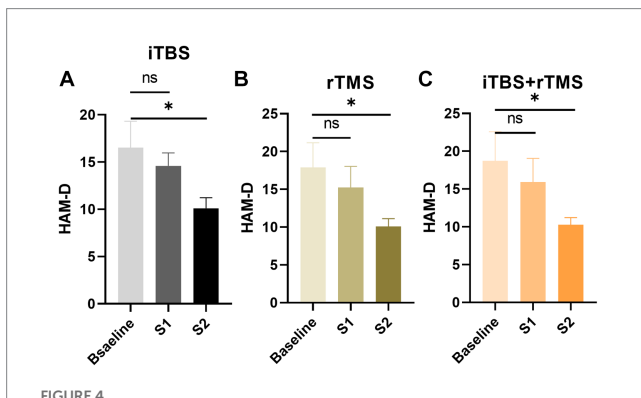 iTBS
A
ns
*
HAM-D
20
15
10
5
0
Bsaeline
S1
S2
rTMS
B
*
ns
HAM-D
25
20
15
10
5
0
Baseline
S1
S2
iTBS+rTMS
C
*
ns
HAM-D
25
20
15
10
5
0
Baseline
S1
S2
FIGURE 4